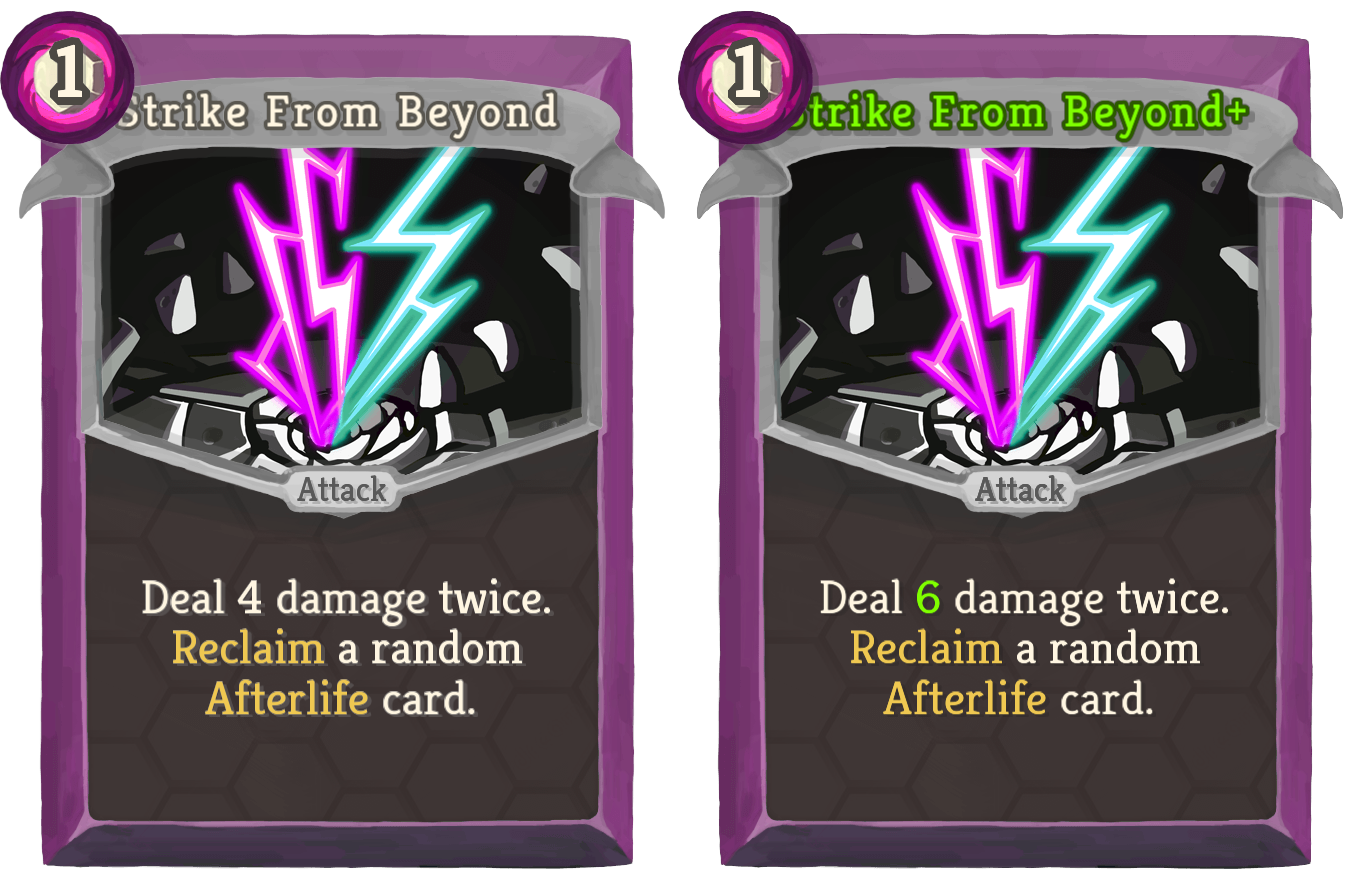 1
Strike From Beyond
Attack
Deal 4 damage twice.
Reclaim a random
Afterlife card.
1
Strike From Beyond+
Attack
Deal 6 damage twice.
Reclaim a random
Afterlife card.